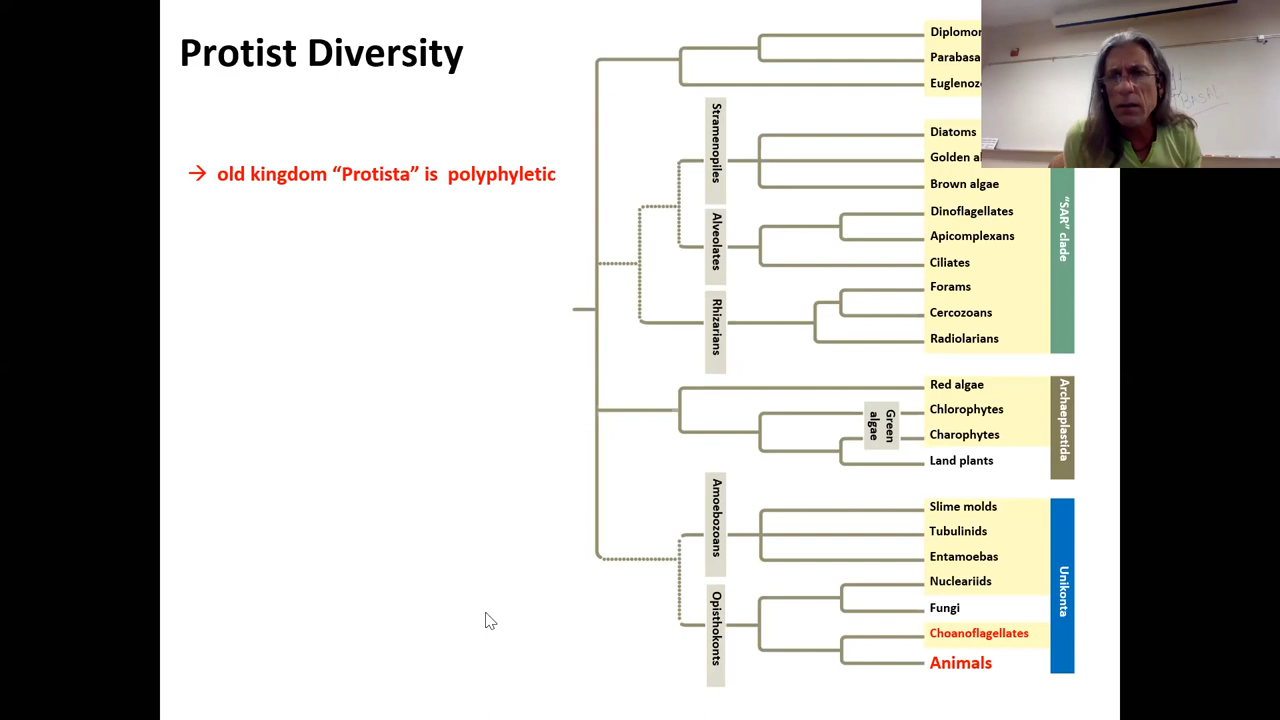 Protist Diversity
→ old kingdom “Protista” is polyphyletic
Stramenopiles
Alveolates
Rhizarians
Green
algae
Amoebozoans
Opisthokonts
Diatoms
Golden
Brown algae
Dinoflagellates
Apicomplexans
Ciliates
Forams
Cercozoans
Radiolarians
Red algae
Chlorophytes
Charophytes
Land plants
Slime molds
Tubulinids
Entamoebas
Nucleariids
Fungi
Choanoflagellates
Animals
“SAR” clade
Archaeplastida
Unikonta
BASAL